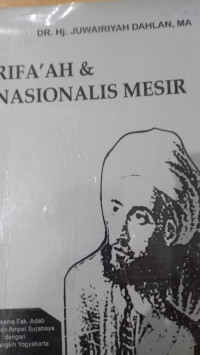 DR. Hj. JUWAIRIYAH DAHLAN, MA
RIFA'AH &
NASIONALIS MESIR
Fak. Adab
Ampel Surabaya
dengan
Yogyakarta